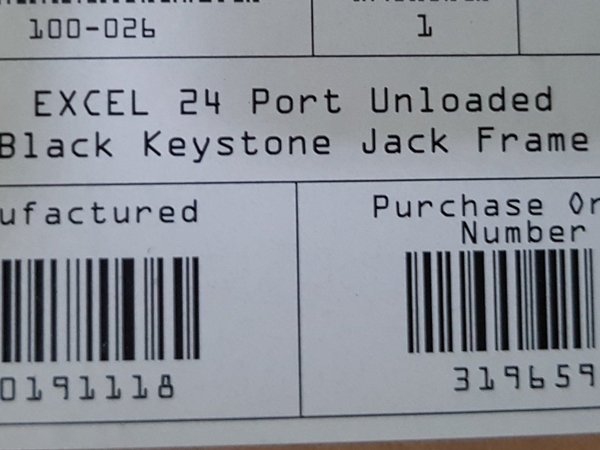 100-026
1
EXCEL 24 Port Unloaded
Black Keystone Jack Frame
ufactured
Purchase Or
Number
0191118
319659